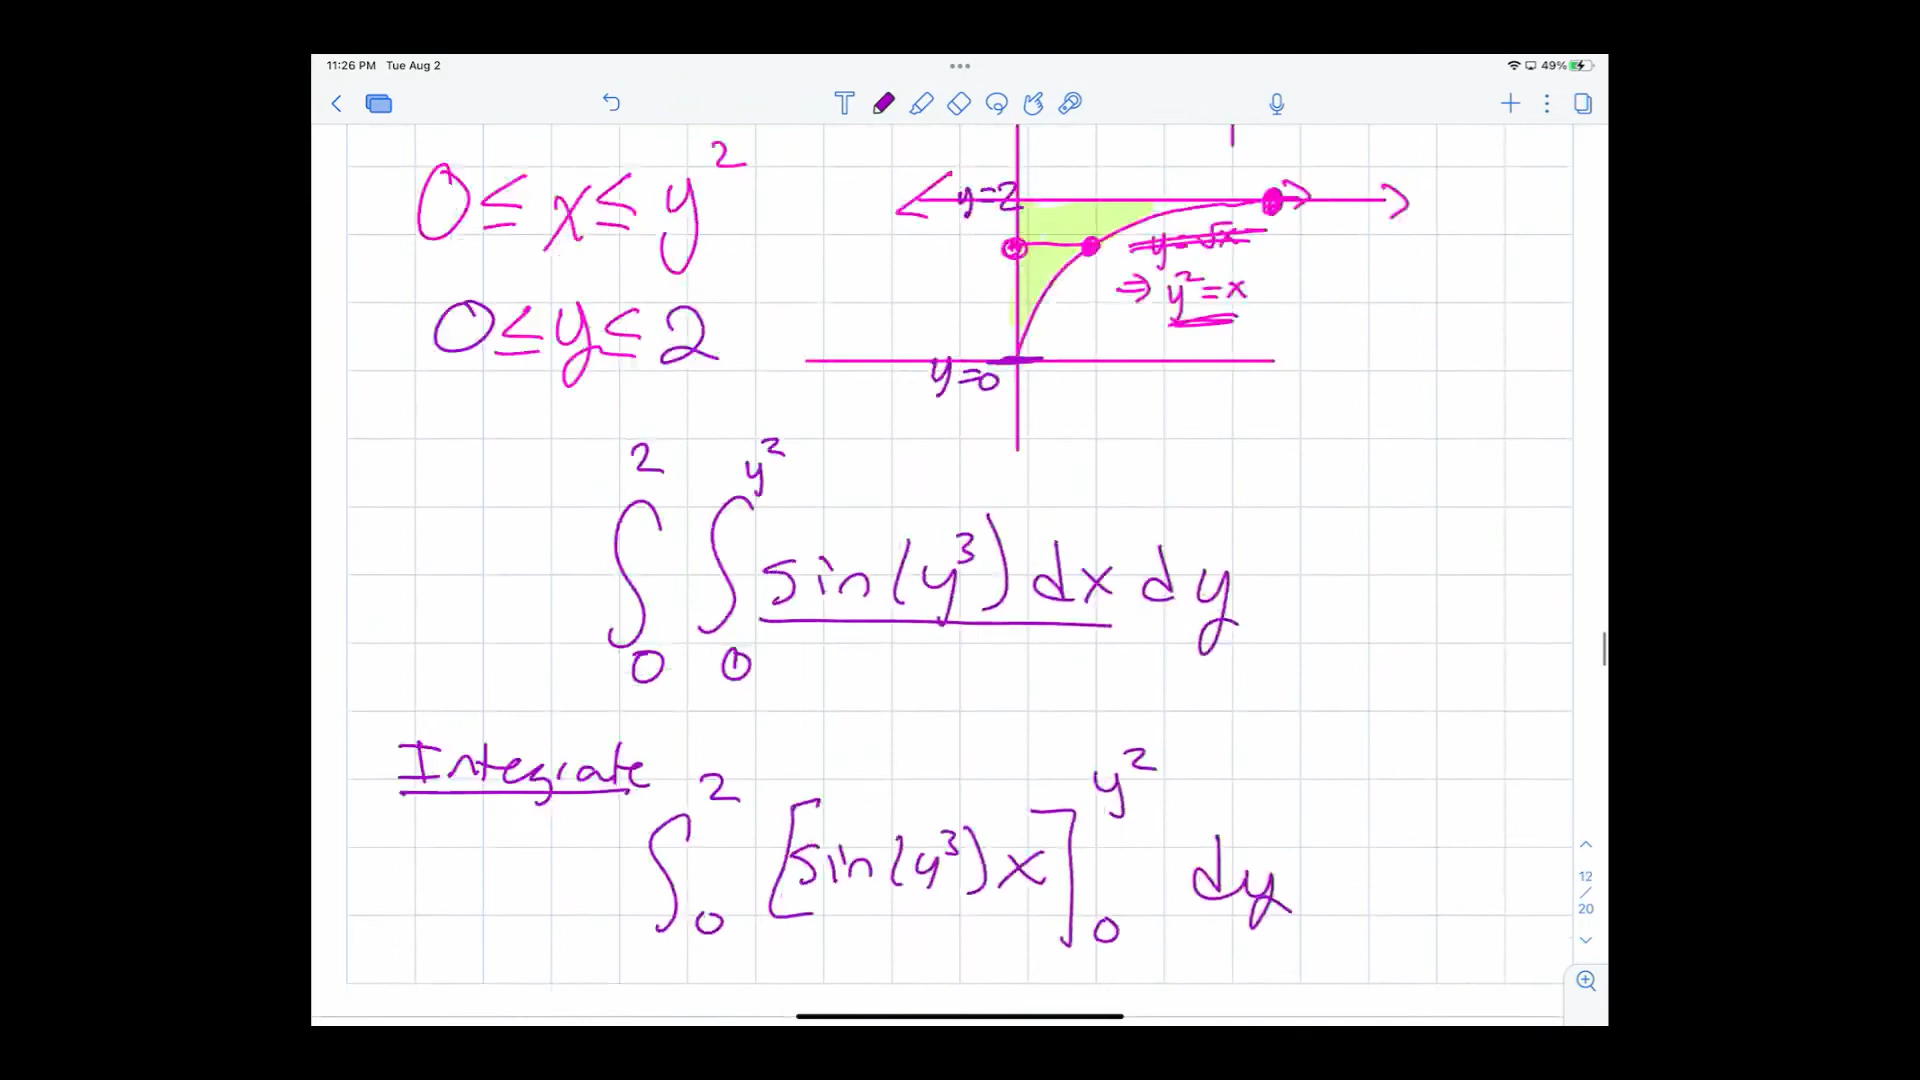 11:26 PM Tue Aug 2
49%
0 ≤ x ≤ y²
y=2
y=√x
⇒ y²=x
0 ≤ y ≤ 2
y=0
∫₀² ∫₀^{y²} sin(y³) dx dy
Integrate
∫₀² [sin(y³)x]₀^{y²} dy
12
/
20